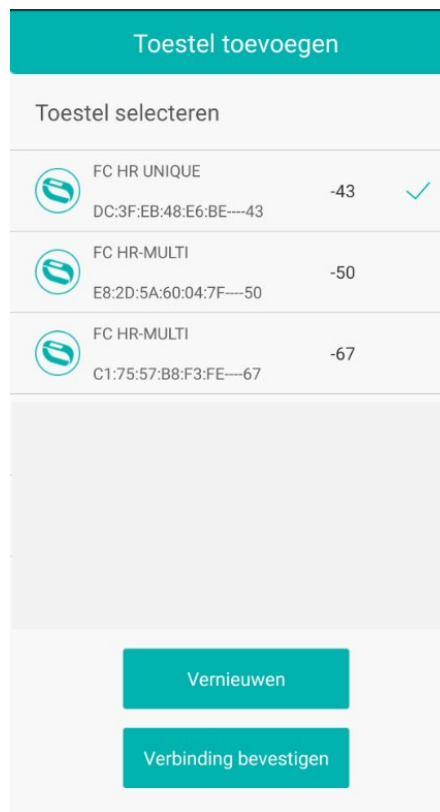 Toestel toevoegen
Toestel selecteren
FC HR UNIQUE
DC:3F:EB:48:E6:BE----43
-43
FC HR-MULTI
E8:2D:5A:60:04:7F----50
-50
FC HR-MULTI
C1:75:57:B8:F3:FE----67
-67
Vernieuwen
Verbinding bevestigen